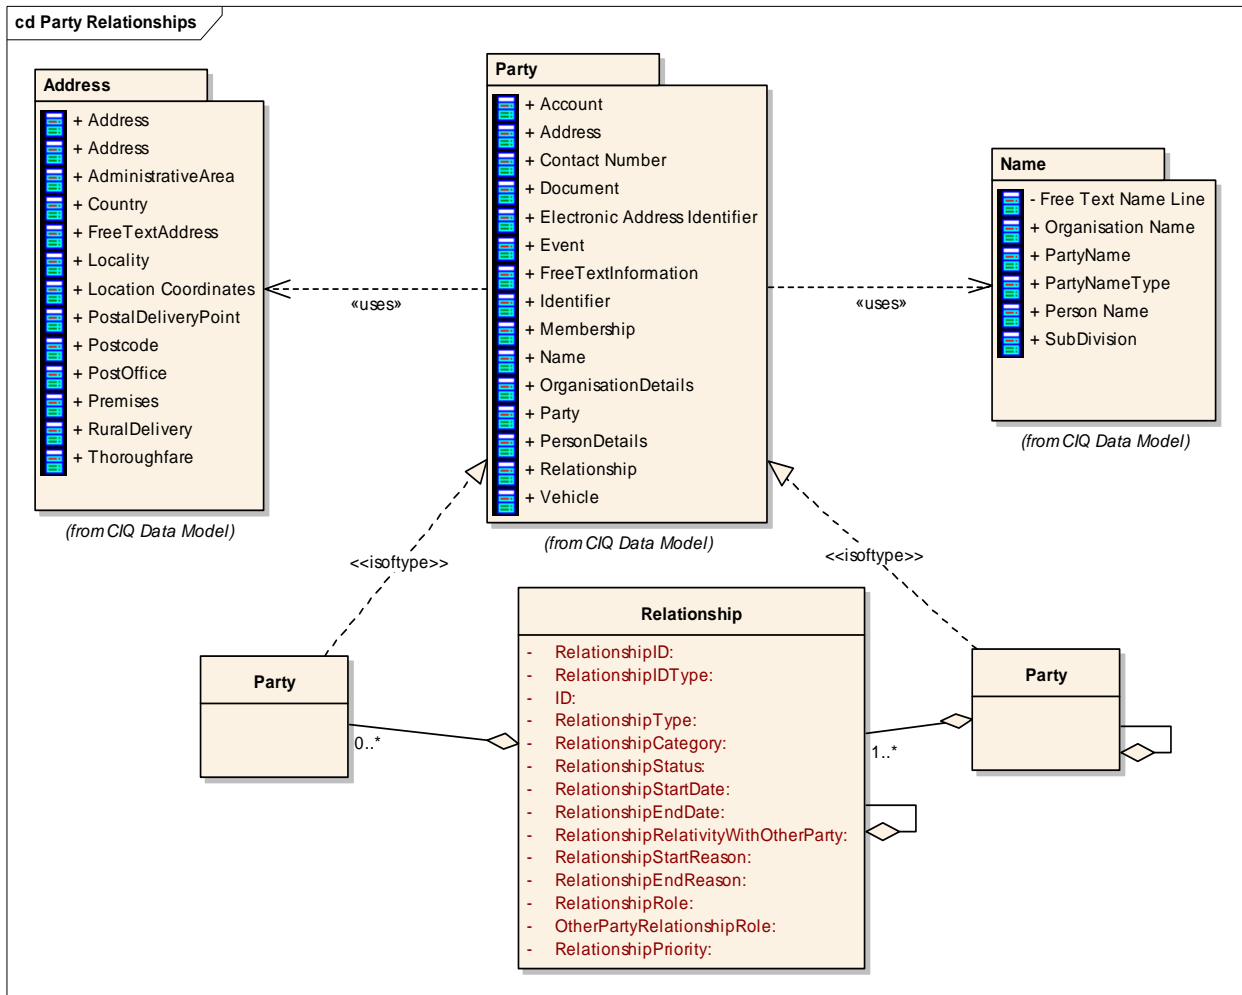 cd Party Relationships
Address
+ Address
+ Address
+ AdministrativeArea
+ Country
+ FreeTextAddress
+ Locality
+ Location Coordinates
+ PostalDeliveryPoint
+ Postcode
+ PostOffice
+ Premises
+ RuralDelivery
+ Thoroughfare
(from CIQ Data Model)
Party
+ Account
+ Address
+ Contact Number
+ Document
+ Electronic Address Identifier
+ Event
+ FreeTextInformation
+ Identifier
+ Membership
+ Name
+ OrganisationDetails
+ Party
+ PersonDetails
+ Relationship
+ Vehicle
(from CIQ Data Model)
Name
- Free Text Name Line
+ Organisation Name
+ PartyName
+ PartyNameType
+ Person Name
+ SubDivision
(from CIQ Data Model)
«uses»
«uses»
<<isoftype>>
<<isoftype>>
Party
0..*
Relationship
- RelationshipID:
- RelationshipIDType:
- ID:
- RelationshipType:
- RelationshipCategory:
- RelationshipStatus:
- RelationshipStartDate:
- RelationshipEndDate:
- RelationshipRelativityWithOtherParty:
- RelationshipStartReason:
- RelationshipEndReason:
- RelationshipRole:
- OtherPartyRelationshipRole:
- RelationshipPriority:
1..*
Party